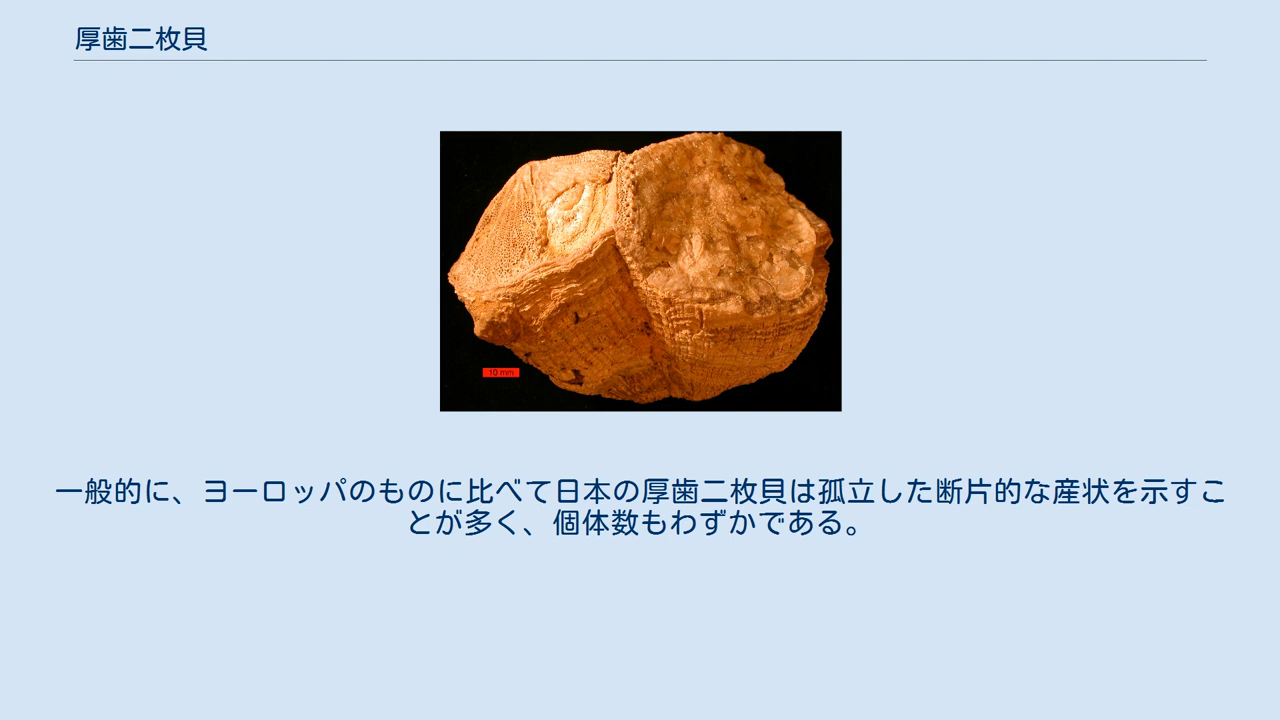 厚歯二枚貝
10 mm
一般的に、ヨーロッパのものに比べて日本の厚歯二枚貝は孤立した断片的な産状を示すこ
とが多く、個体数もわずかである。